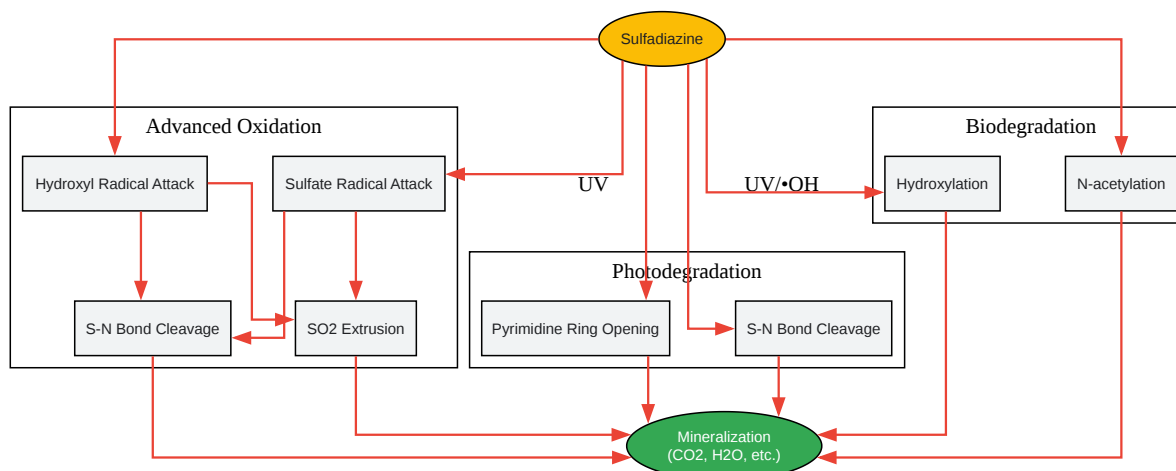 Sulfadiazine
Advanced Oxidation
Biodegradation
Hydroxyl Radical Attack
Sulfate Radical Attack
UV
UV/•OH
Hydroxylation
N-acetylation
Photodegradation
S-N Bond Cleavage
SO2 Extrusion
Pyrimidine Ring Opening
S-N Bond Cleavage
Mineralization
(CO2, H2O, etc.)